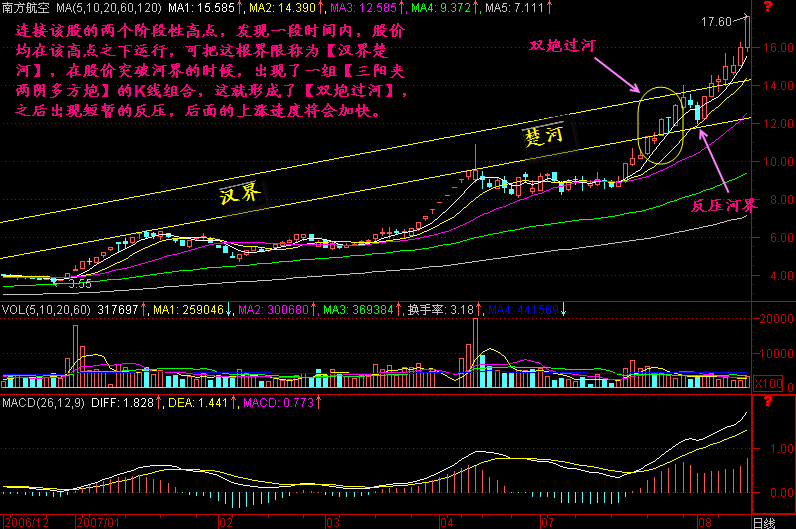 南方航空 MA(5,10,20,60,120) MA1: 15.585↑, MA2: 14.390↑, MA3: 12.585↑, MA4: 9.372↑, MA5: 7.111↑
连接该股的两个阶段性高点，发现一段时间内，股价
均在该高点之下运行，可把这根界限称为【汉界楚
河】，在股价突破河界的时候，出现了一组【三阳夹
两阴多方炮】的K线组合，这就形成了【双炮过河】，
之后出现短暂的反压，后面的上涨速度将会加快。
17.60
双炮过河
16.00
14.00
12.00
楚河
10.00
汉界
8.00
反压河界
6.00
4.00
3.55
VOL(5,10,20,60) 317697↑, MA1: 259046↓, MA2: 300680↑, MA3: 369384↑, 换手率: 3.18↑, MA4: 441569↓
20000
10000
X100
MACD(26,12,9) DIFF: 1.828↑, DEA: 1.441↑, MACD: 0.773↑
?
1.00
0.00
2006/12 2007/01 02 03 04 07 08 日线